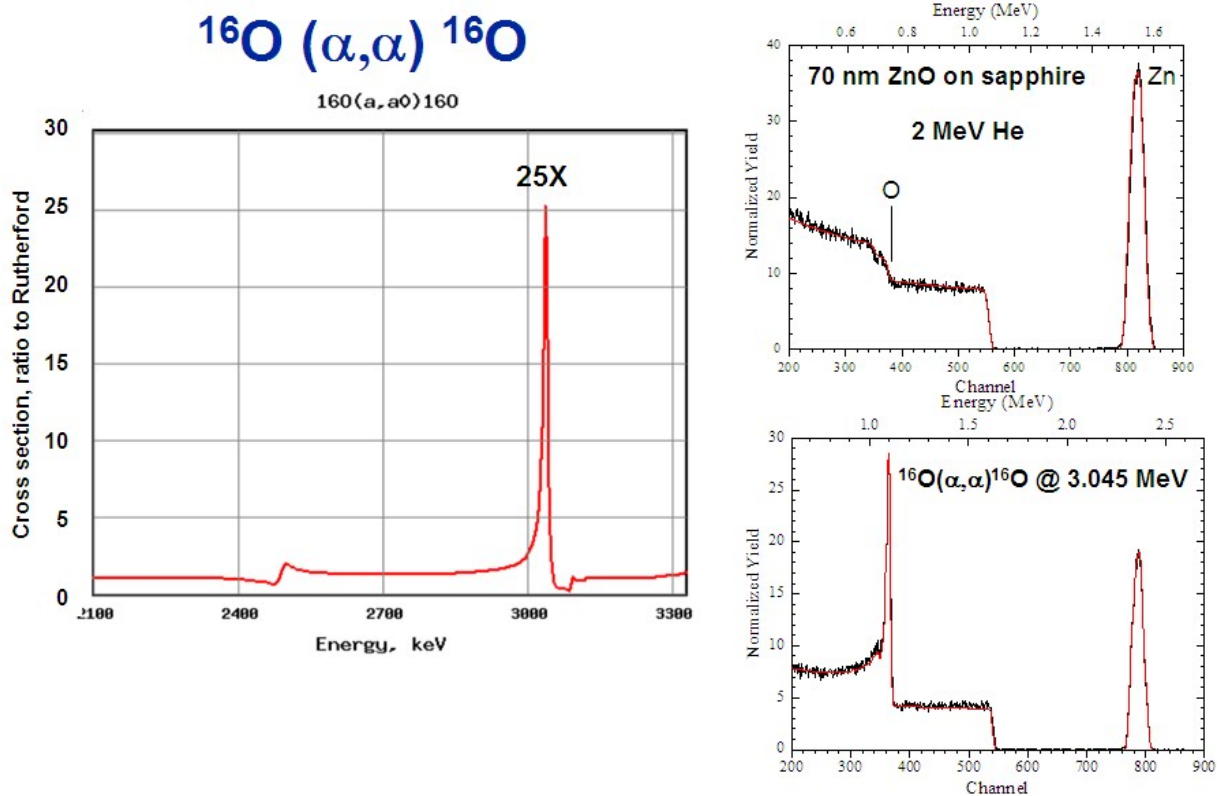 ¹⁶O (α,α) ¹⁶O
16O(a,a0)16O
30
25
20
15
10
5
0
25X
Cross section, ratio to Rutherford
2100 2400 2700 3000 3300
Energy, keV
Energy (MeV)
0.6 0.8 1.0 1.2 1.4 1.6
40
30
20
10
0
Normalized Yield
70 nm ZnO on sapphire
Zn
2 MeV He
O
200 300 400 500 600 700 800 900
Channel
Energy (MeV)
1.0 1.5 2.0 2.5
30
25
20
15
10
5
0
Normalized Yield
¹⁶O(α,α)¹⁶O @ 3.045 MeV
200 300 400 500 600 700 800 900
Channel